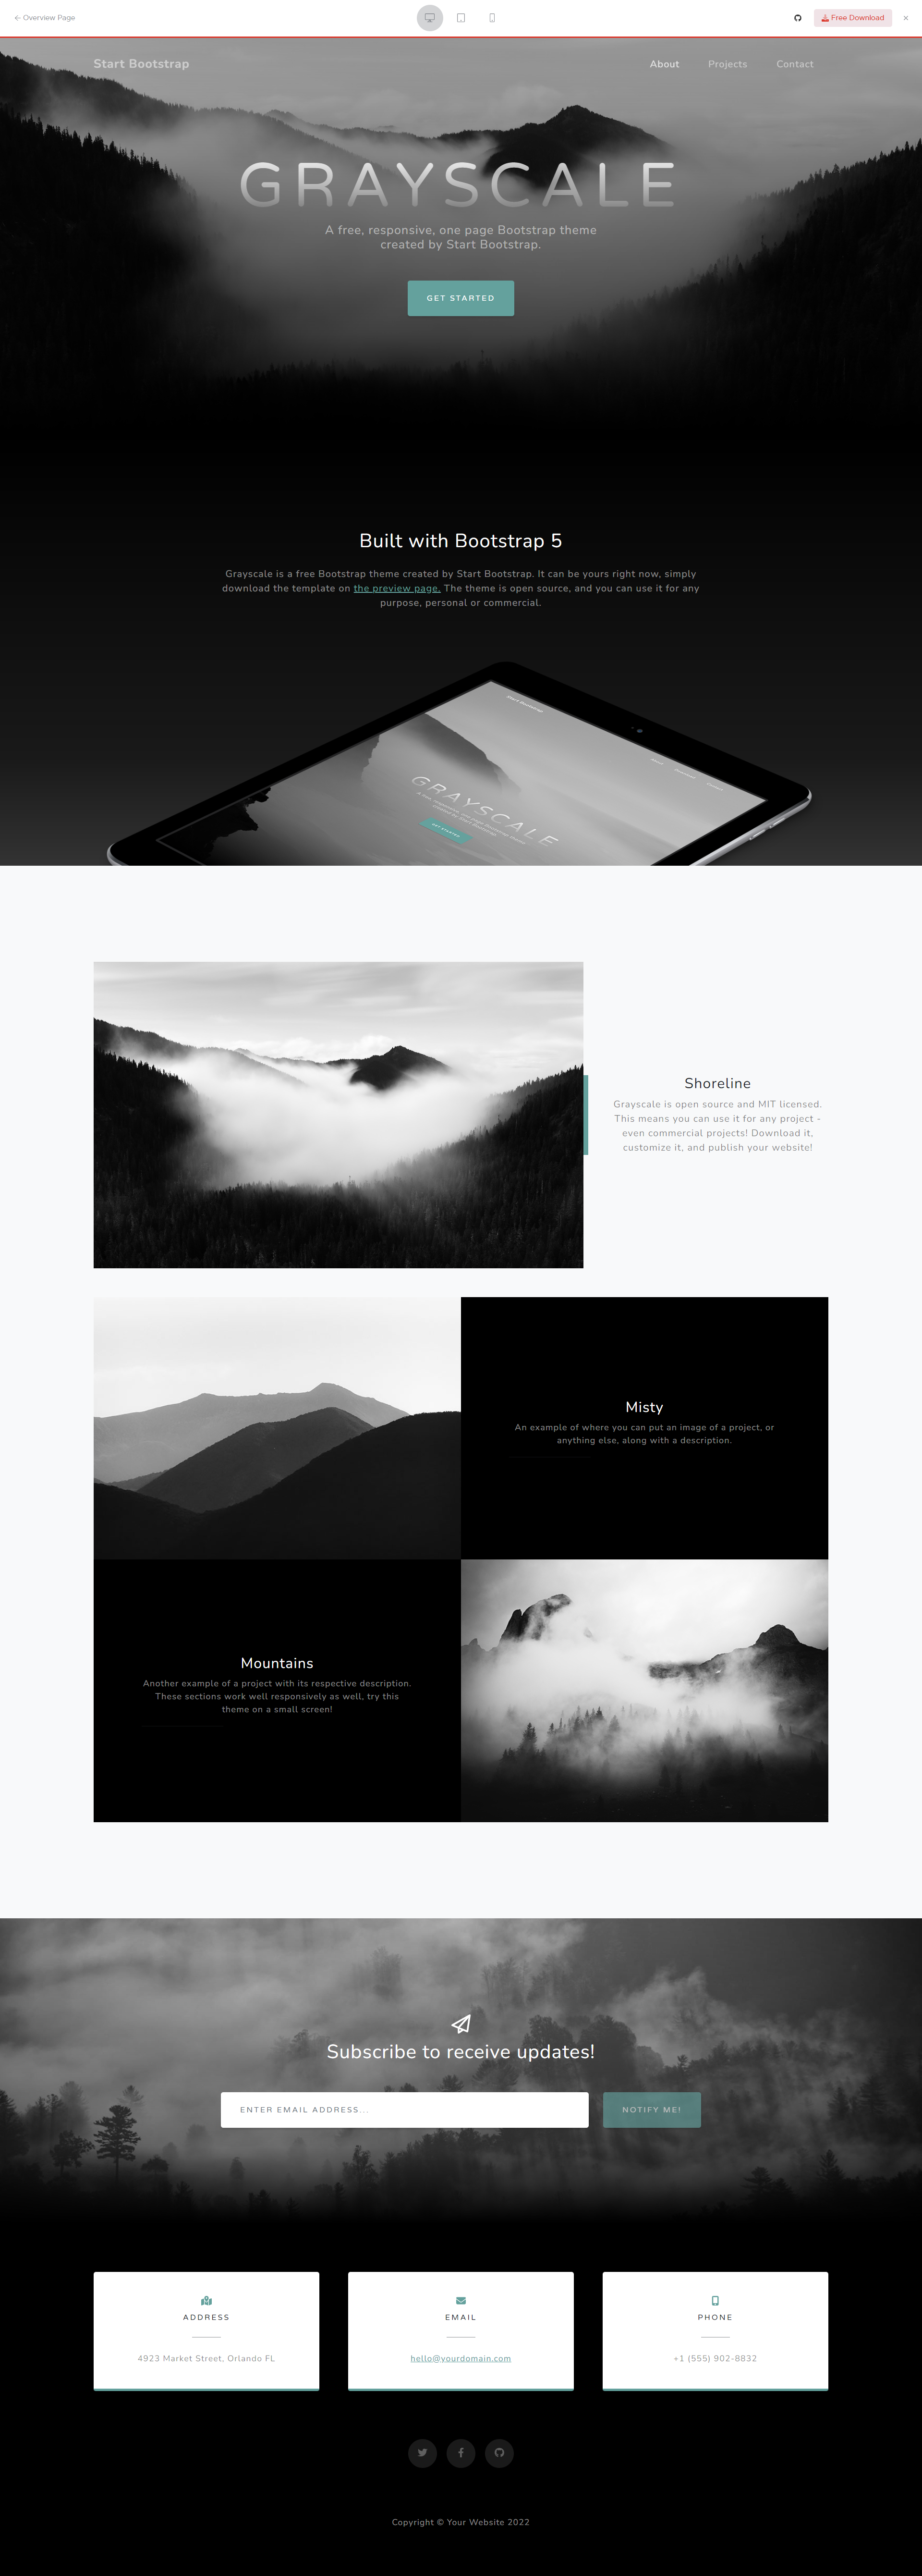 Overview Page
Free Download
Start Bootstrap
About
Projects
Contact
GRAYSCALE
A free, responsive, one page Bootstrap theme
created by Start Bootstrap.
GET STARTED
Built with Bootstrap 5
Grayscale is a free Bootstrap theme created by Start Bootstrap. It can be yours right now, simply
download the template on the preview page. The theme is open source, and you can use it for any
purpose, personal or commercial.
Start Bootstrap
GRAYSCALE
Shoreline
Grayscale is open source and MIT licensed.
This means you can use it for any project -
even commercial projects! Download it,
customize it, and publish your website!
Misty
An example of where you can put an image of a project, or
anything else, along with a description.
Mountains
Another example of a project with its respective description.
These sections work well responsively as well, try this
theme on a small screen!
Subscribe to receive updates!
ENTER EMAIL ADDRESS...
NOTIFY ME!
ADDRESS
4923 Market Street, Orlando FL
EMAIL
hello@yourdomain.com
PHONE
+1 (555) 902-8832
Copyright © Your Website 2022